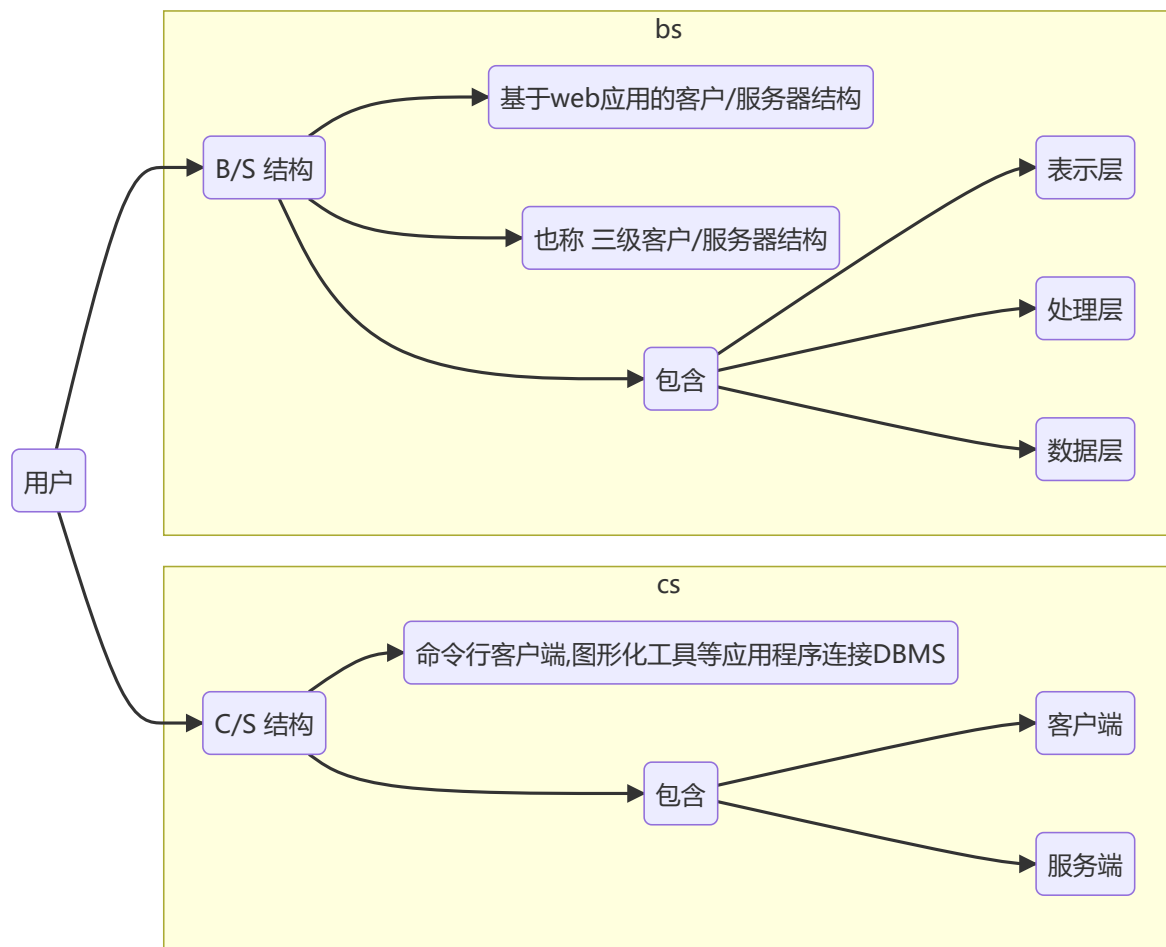 bs
基于web应用的客户/服务器结构
B/S 结构
表示层
也称 三级客户/服务器结构
处理层
包含
数据层
用户
cs
命令行客户端,图形化工具等应用程序连接DBMS
C/S 结构
客户端
包含
服务端